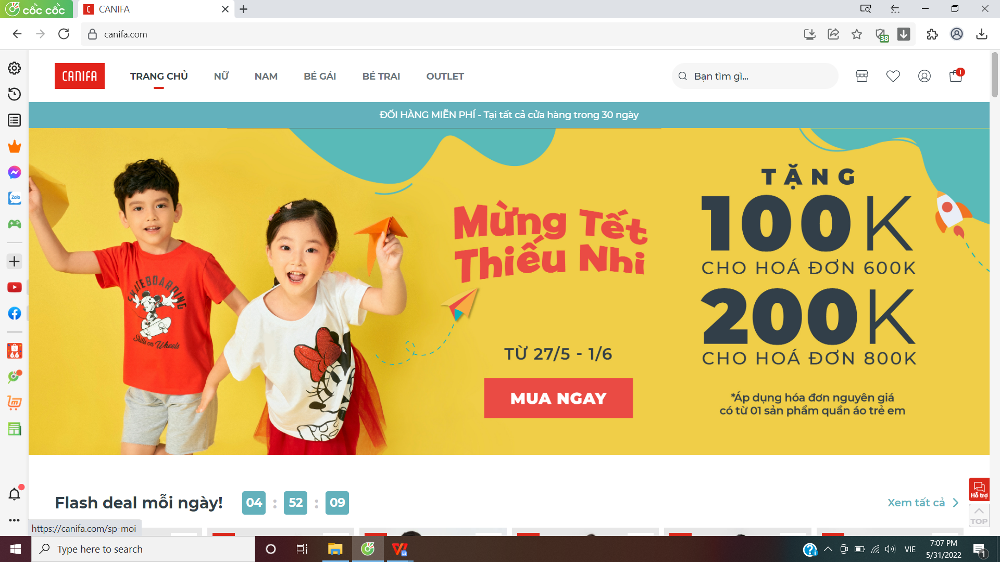 cốc cốc
CANIFA
canifa.com
38
CANIFA
TRANG CHỦ
NỮ
NAM
BÉ GÁI
BÉ TRAI
OUTLET
Bạn tìm gì...
1
ĐỔI HÀNG MIỄN PHÍ - Tại tất cả cửa hàng trong 30 ngày
Zalo
6.6
SKATEBOARDING
Skills on Wheels
Mừng Tết
Thiếu Nhi
TỪ 27/5 - 1/6
MUA NGAY
TẶNG
100K
CHO HOÁ ĐƠN 600K
200K
CHO HOÁ ĐƠN 800K
*Áp dụng hóa đơn nguyên giá
có từ 01 sản phẩm quần áo trẻ em
Flash deal mỗi ngày!
04 : 52 : 09
Xem tất cả
Hỗ trợ
TOP
https://canifa.com/sp-moi
Type here to search
VIE
7:07 PM
5/31/2022
1